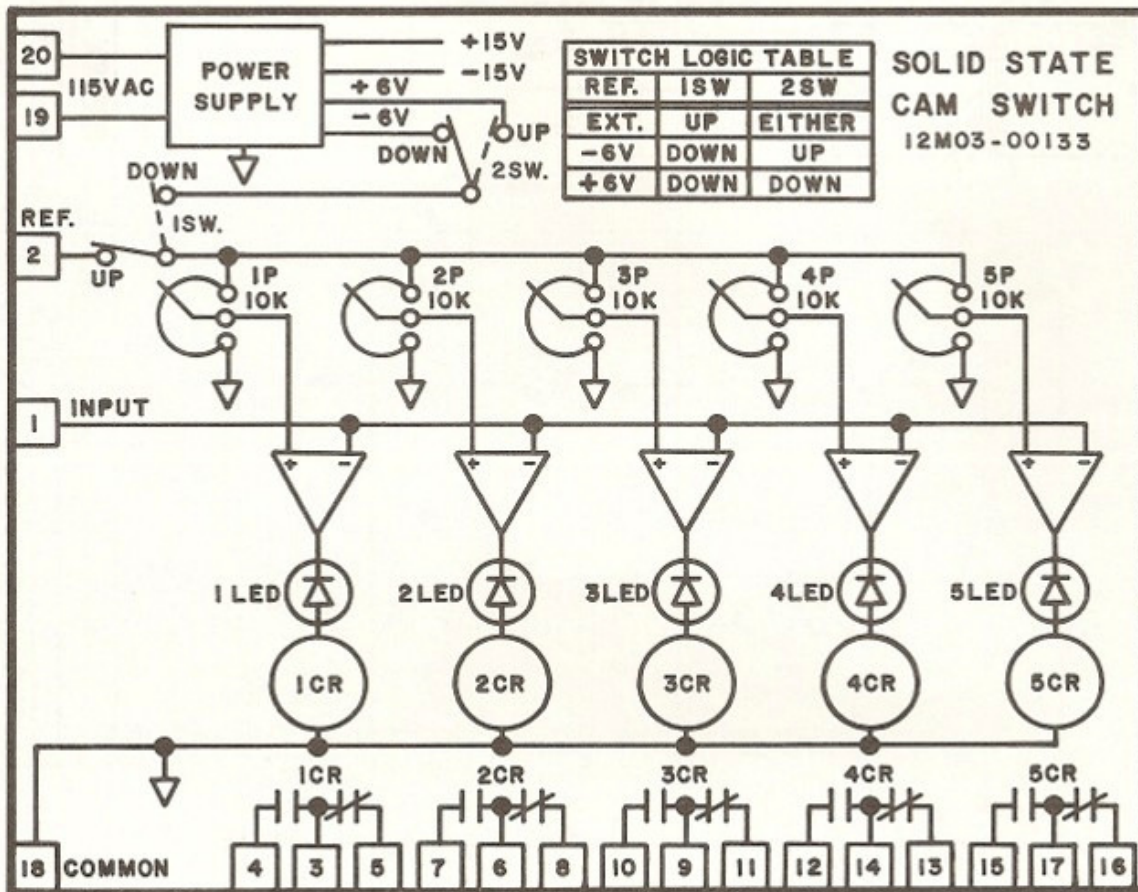 20
115VAC
19
POWER
SUPPLY
+15V
-15V
+6V
-6V
DOWN
UP
2SW.
SWITCH LOGIC TABLE
REF. 1SW 2SW
EXT. UP EITHER
-6V DOWN UP
+6V DOWN DOWN
SOLID STATE
CAM SWITCH
12M03-00133
DOWN
1SW.
REF.
2
UP
1P
10K
2P
10K
3P
10K
4P
10K
5P
10K
1 INPUT
+ - + - + - + - + -
1LED 2LED 3LED 4LED 5LED
1CR 2CR 3CR 4CR 5CR
1CR 2CR 3CR 4CR 5CR
18 COMMON 4 3 5 7 6 8 10 9 11 12 14 13 15 17 16